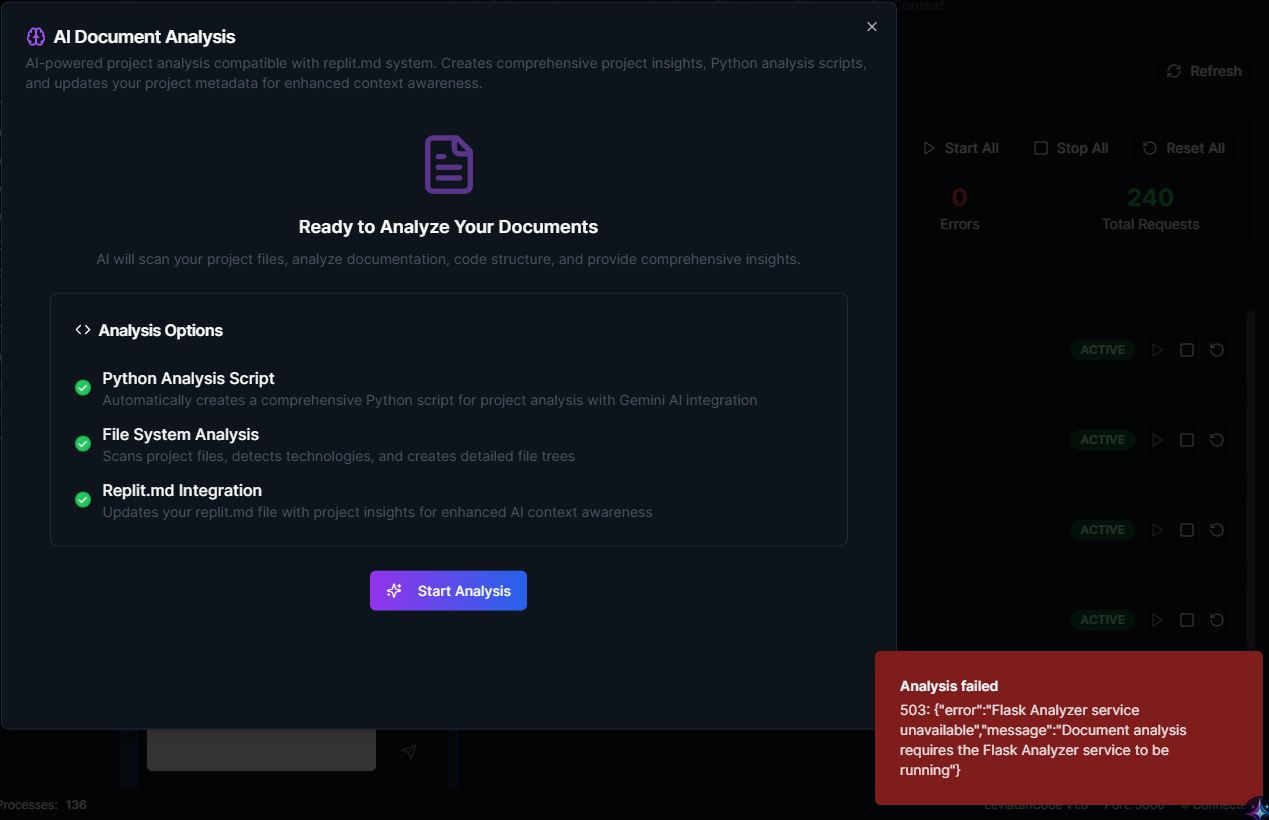 Context
AI Document Analysis
AI-powered project analysis compatible with replit.md system. Creates comprehensive project insights, Python analysis scripts,
and updates your project metadata for enhanced context awareness.
Refresh
Start All
Stop All
Reset All
0
Errors
240
Total Requests
Ready to Analyze Your Documents
AI will scan your project files, analyze documentation, code structure, and provide comprehensive insights.
Analysis Options
Python Analysis Script
Automatically creates a comprehensive Python script for project analysis with Gemini AI integration
File System Analysis
Scans project files, detects technologies, and creates detailed file trees
Replit.md Integration
Updates your replit.md file with project insights for enhanced AI context awareness
ACTIVE
ACTIVE
ACTIVE
ACTIVE
Start Analysis
Analysis failed
503: {"error":"Flask Analyzer service
unavailable","message":"Document analysis
requires the Flask Analyzer service to be
running"}
Processes: 136
LeviatanCode v1.0
Port: 5000